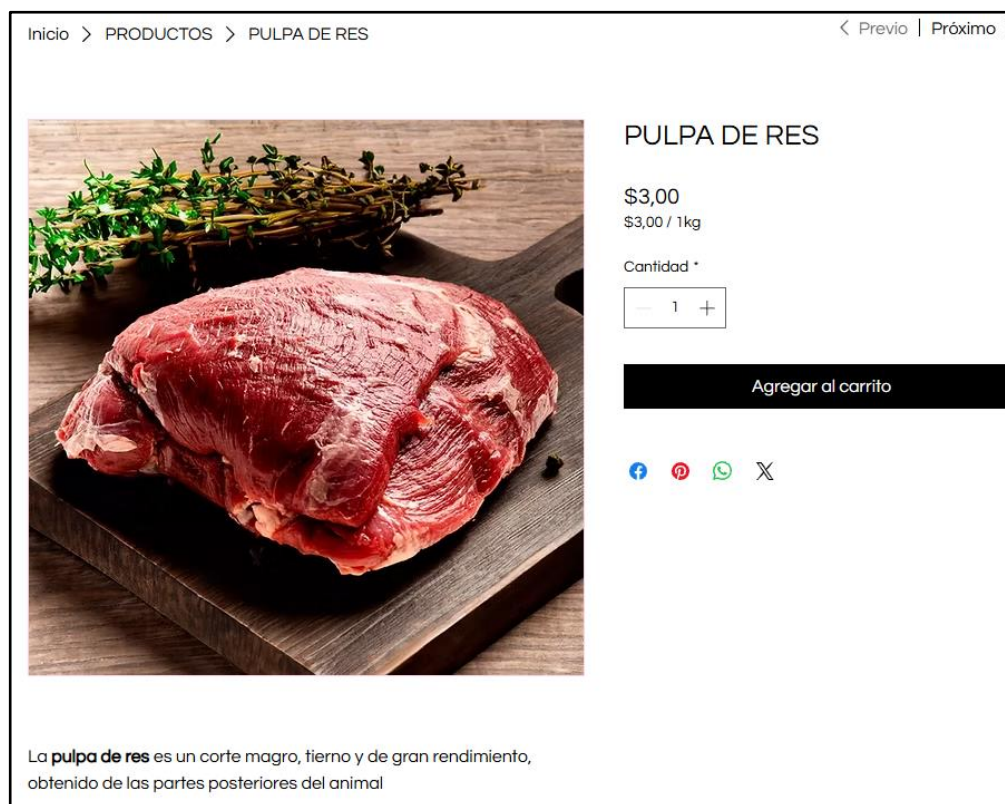 Inicio > PRODUCTOS > PULPA DE RES
< Previo | Próximo
PULPA DE RES
$3,00
$3,00 / 1kg
Cantidad *
— 1 +
Agregar al carrito
La pulpa de res es un corte magro, tierno y de gran rendimiento,
obtenido de las partes posteriores del animal